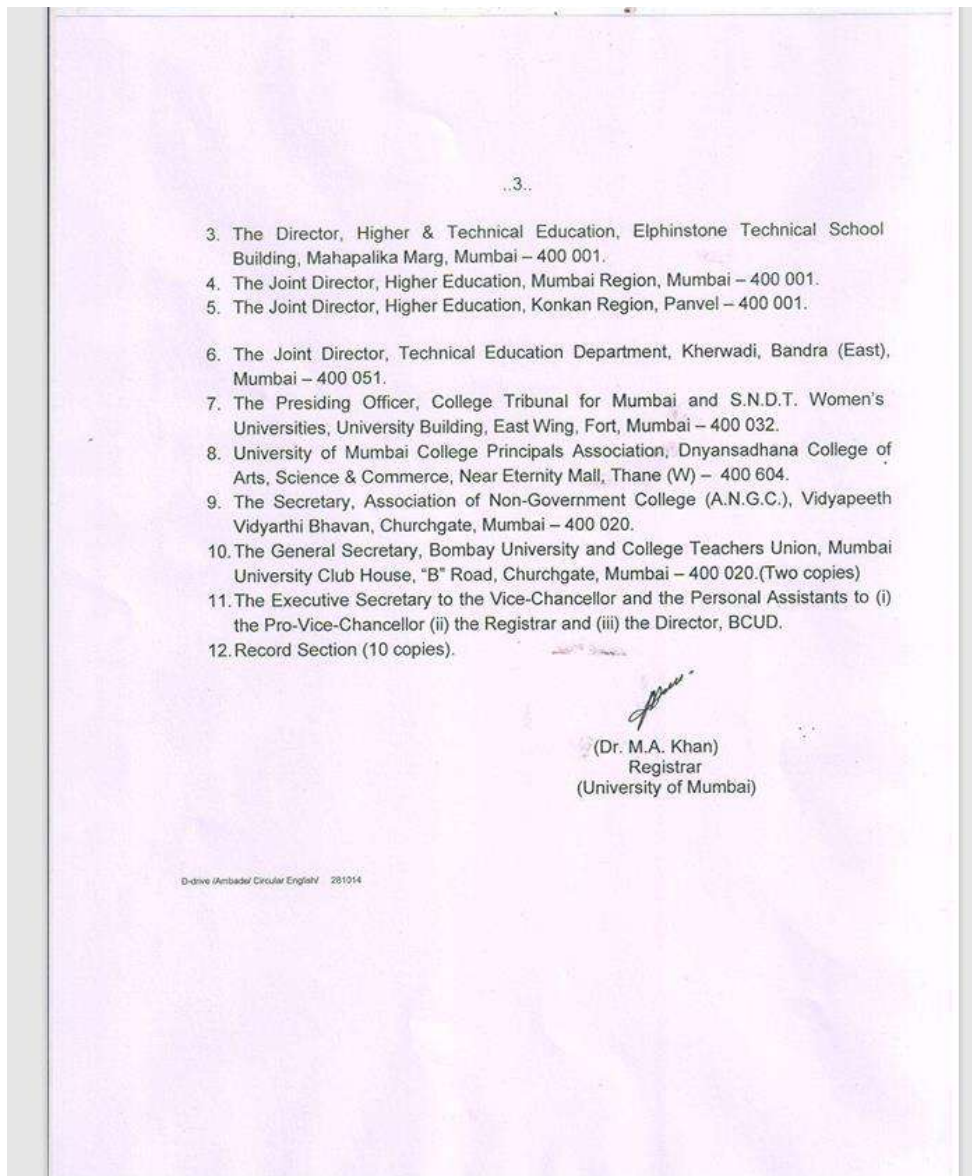 ..3..
3. The Director, Higher & Technical Education, Elphinstone Technical School
Building, Mahapalika Marg, Mumbai – 400 001.
4. The Joint Director, Higher Education, Mumbai Region, Mumbai – 400 001.
5. The Joint Director, Higher Education, Konkan Region, Panvel – 400 001.
6. The Joint Director, Technical Education Department, Kherwadi, Bandra (East),
Mumbai – 400 051.
7. The Presiding Officer, College Tribunal for Mumbai and S.N.D.T. Women's
Universities, University Building, East Wing, Fort, Mumbai – 400 032.
8. University of Mumbai College Principals Association, Dnyansadhana College of
Arts, Science & Commerce, Near Eternity Mall, Thane (W) – 400 604.
9. The Secretary, Association of Non-Government College (A.N.G.C.), Vidyapeeth
Vidyarthi Bhavan, Churchgate, Mumbai – 400 020.
10. The General Secretary, Bombay University and College Teachers Union, Mumbai
University Club House, "B" Road, Churchgate, Mumbai – 400 020.(Two copies)
11. The Executive Secretary to the Vice-Chancellor and the Personal Assistants to (i)
the Pro-Vice-Chancellor (ii) the Registrar and (iii) the Director, BCUD.
12. Record Section (10 copies).
(Dr. M.A. Khan)
Registrar
(University of Mumbai)
D-drive /Ambade/ Circular English/ 281014